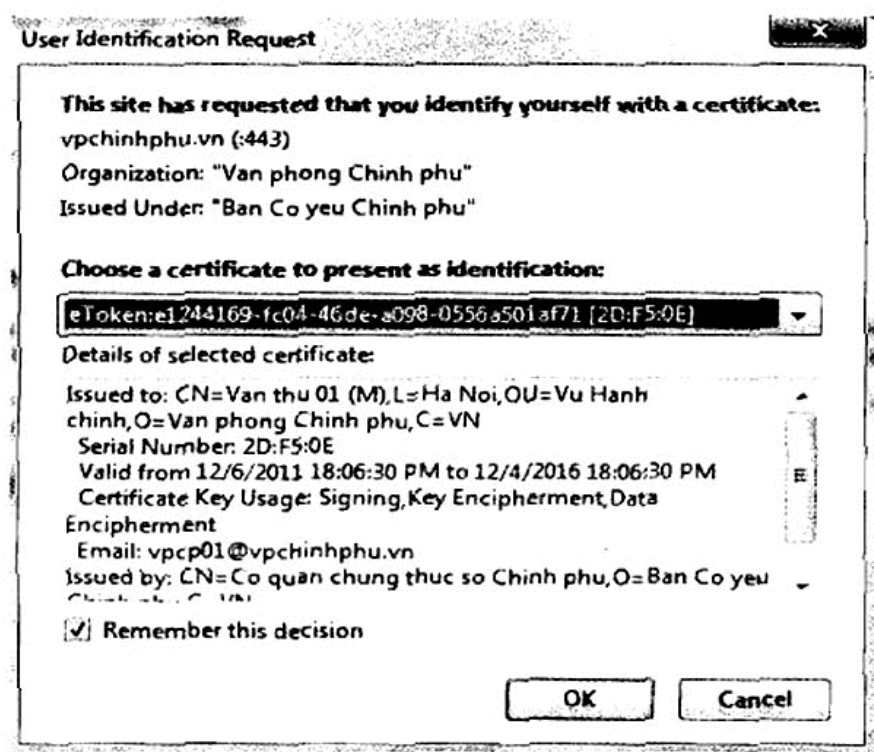 User Identification Request
This site has requested that you identify yourself with a certificate:
vpchinhphu.vn (:443)
Organization: "Van phong Chinh phu"
Issued Under: "Ban Co yeu Chinh phu"
Choose a certificate to present as identification:
eToken:e1244169-fc04-46de-a098-0556a501af71 [2D:F5:0E]
Details of selected certificate:
Issued to: CN=Van thu 01 (M),L=Ha Noi,OU=Vu Hanh
chinh,O=Van phong Chinh phu,C=VN
Serial Number: 2D:F5:0E
Valid from 12/6/2011 18:06:30 PM to 12/4/2016 18:06:30 PM
Certificate Key Usage: Signing,Key Encipherment,Data
Encipherment
Email: vpcp01@vpchinhphu.vn
Issued by: CN=Co quan chung thuc so Chinh phu,O=Ban Co yeu
Remember this decision
OK
Cancel